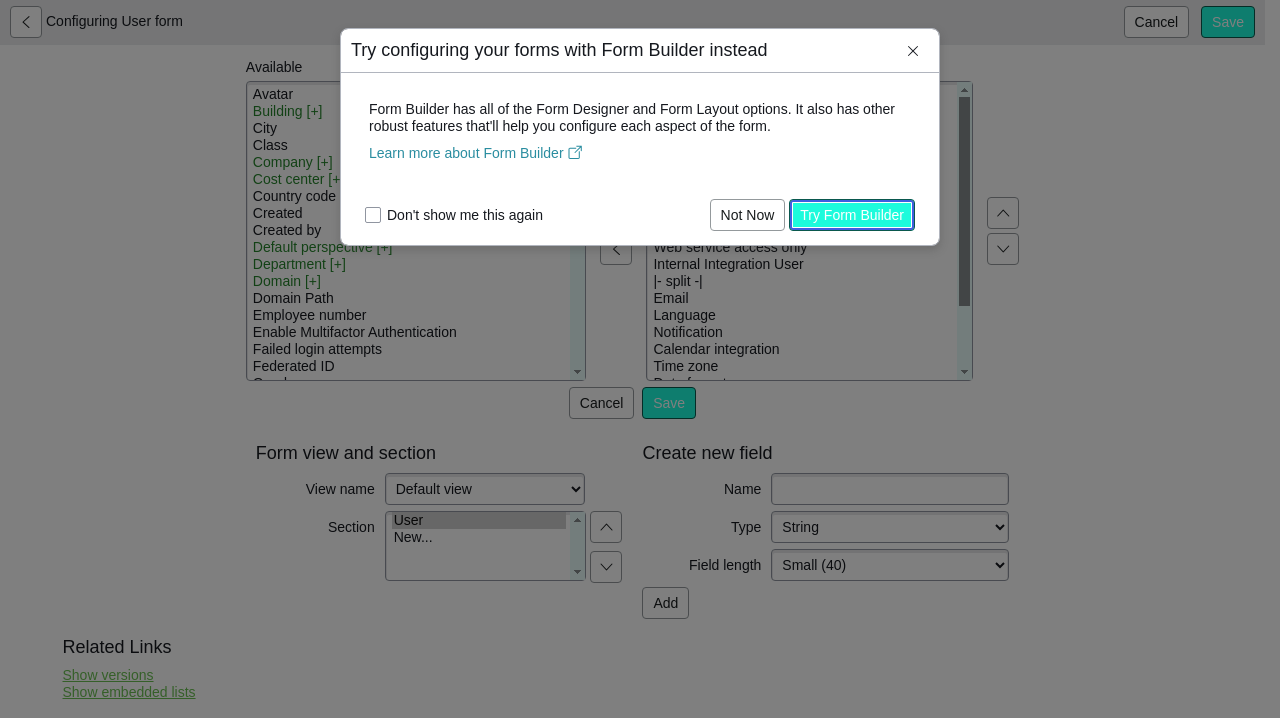 Configuring User form
Cancel
Save
Try configuring your forms with Form Builder instead
Form Builder has all of the Form Designer and Form Layout options. It also has other
robust features that'll help you configure each aspect of the form.
Learn more about Form Builder
Don't show me this again
Not Now
Try Form Builder
Available
Avatar
Building [+]
City
Class
Company [+]
Cost center [+
Country code
Created
Created by
Default perspective [+]
Department [+]
Domain [+]
Domain Path
Employee number
Enable Multifactor Authentication
Failed login attempts
Federated ID
Web service access only
Internal Integration User
|- split -|
Email
Language
Notification
Calendar integration
Time zone
Cancel
Save
Form view and section
View name
Default view
Section
User
New...
Create new field
Name
Type
String
Field length
Small (40)
Add
Related Links
Show versions
Show embedded lists